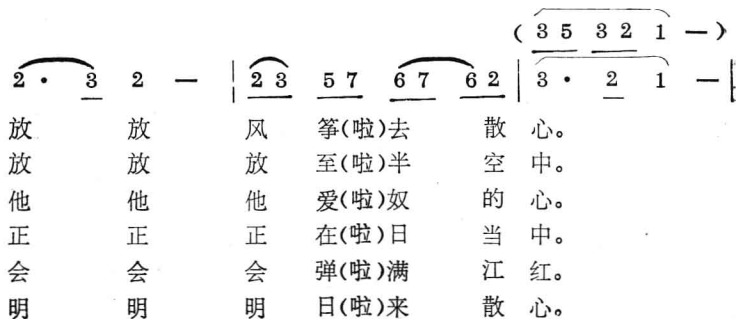 ( 3 5 3 2 1 — )
2 · 3 2 — | 2 3 5 7 6 7 6 2 | 3 · 2 1 — |
放 放 风 筝(啦)去 散 心。
放 放 放 至(啦)半 空 中。
他 他 他 爱(啦)奴 的 心。
正 正 正 在(啦)日 当 中。
会 会 会 弹(啦)满 江 红。
明 明 明 日(啦)来 散 心。